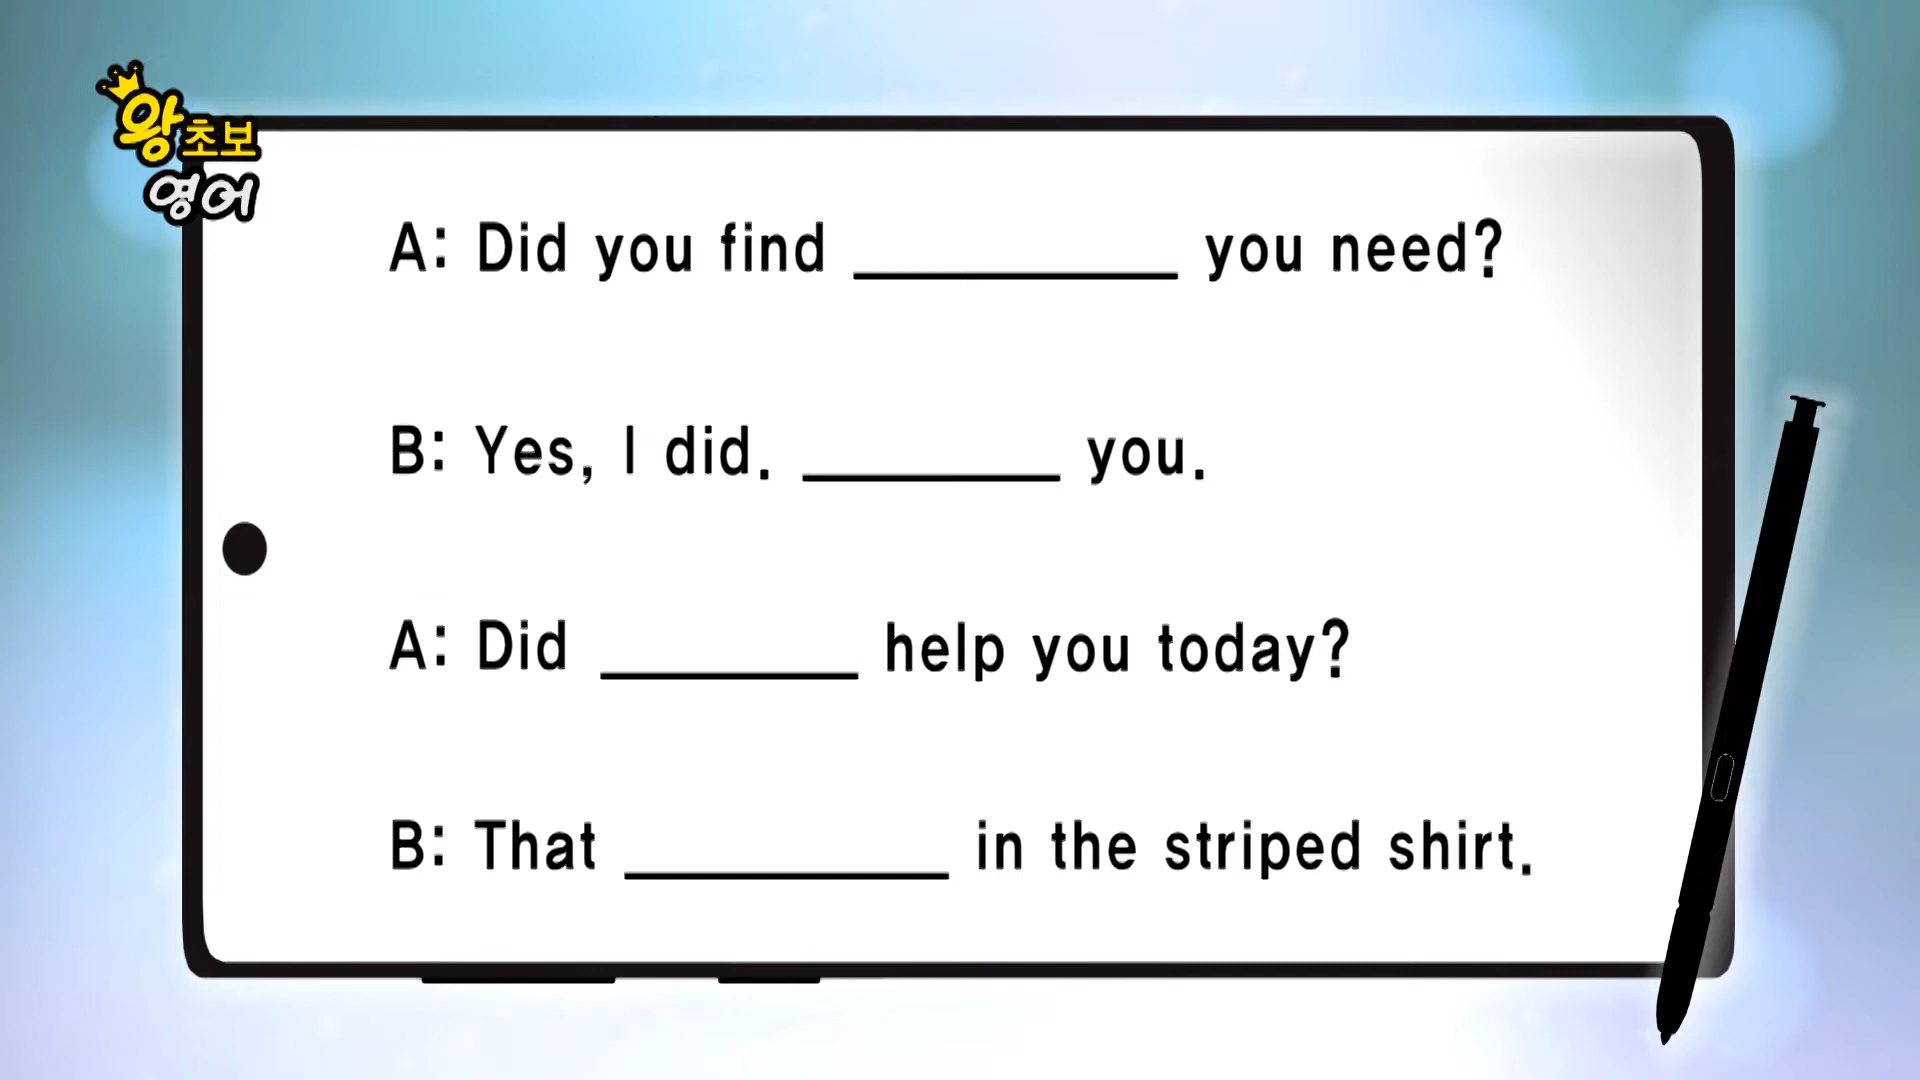 왕초보
영어
A: Did you find __________ you need?
B: Yes, I did. ________ you.
A: Did ________ help you today?
B: That __________ in the striped shirt.